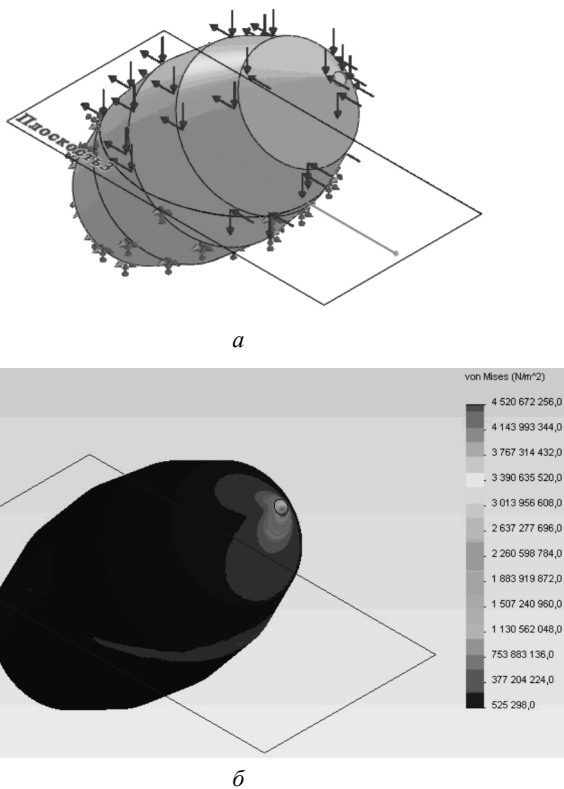 Плоскость3
а
von Mises (N/m^2)
4 520 672 256,0
4 143 993 344,0
3 767 314 432,0
3 390 635 520,0
3 013 956 608,0
2 637 277 696,0
2 260 598 784,0
1 883 919 872,0
1 507 240 960,0
1 130 562 048,0
753 883 136,0
377 204 224,0
525 298,0
б